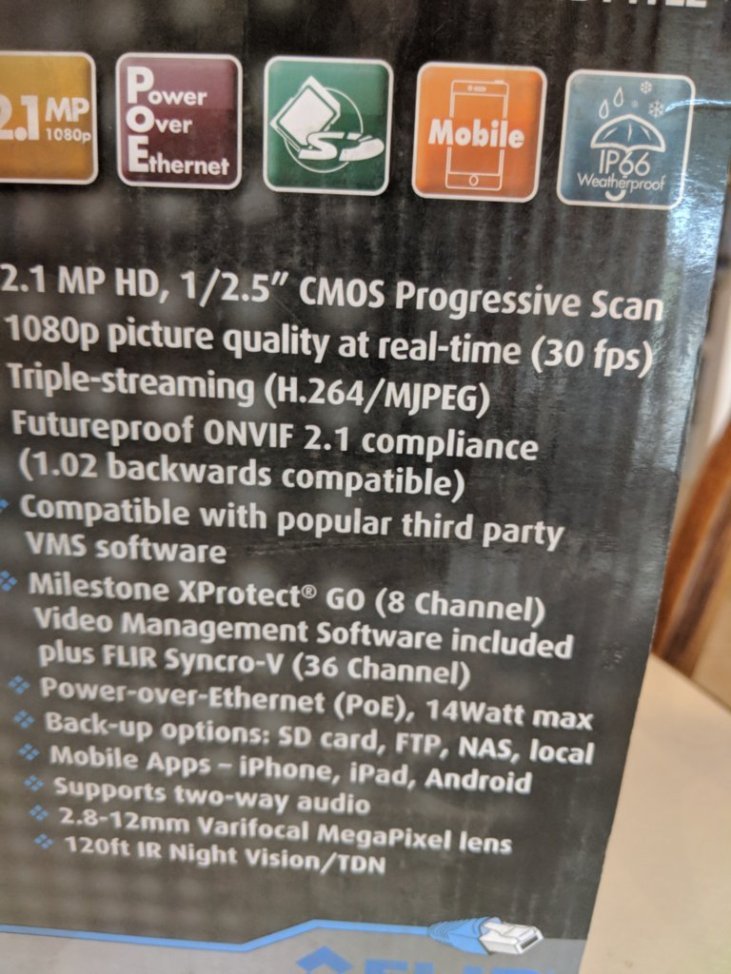 2.1 MP
1080p
Power
Over
Ethernet
SD
Mobile
IP66
Weatherproof
2.1 MP HD, 1/2.5" CMOS Progressive Scan
1080p picture quality at real-time (30 fps)
Triple-streaming (H.264/MJPEG)
Futureproof ONVIF 2.1 compliance
(1.02 backwards compatible)
Compatible with popular third party
VMS software
Milestone XProtect® GO (8 Channel)
Video Management Software included
plus FLIR Syncro-V (36 Channel)
Power-over-Ethernet (PoE), 14Watt max
Back-up options: SD card, FTP, NAS, local
Mobile Apps – iPhone, iPad, Android
Supports two-way audio
2.8-12mm Varifocal MegaPixel lens
120ft IR Night Vision/TDN
FLIR